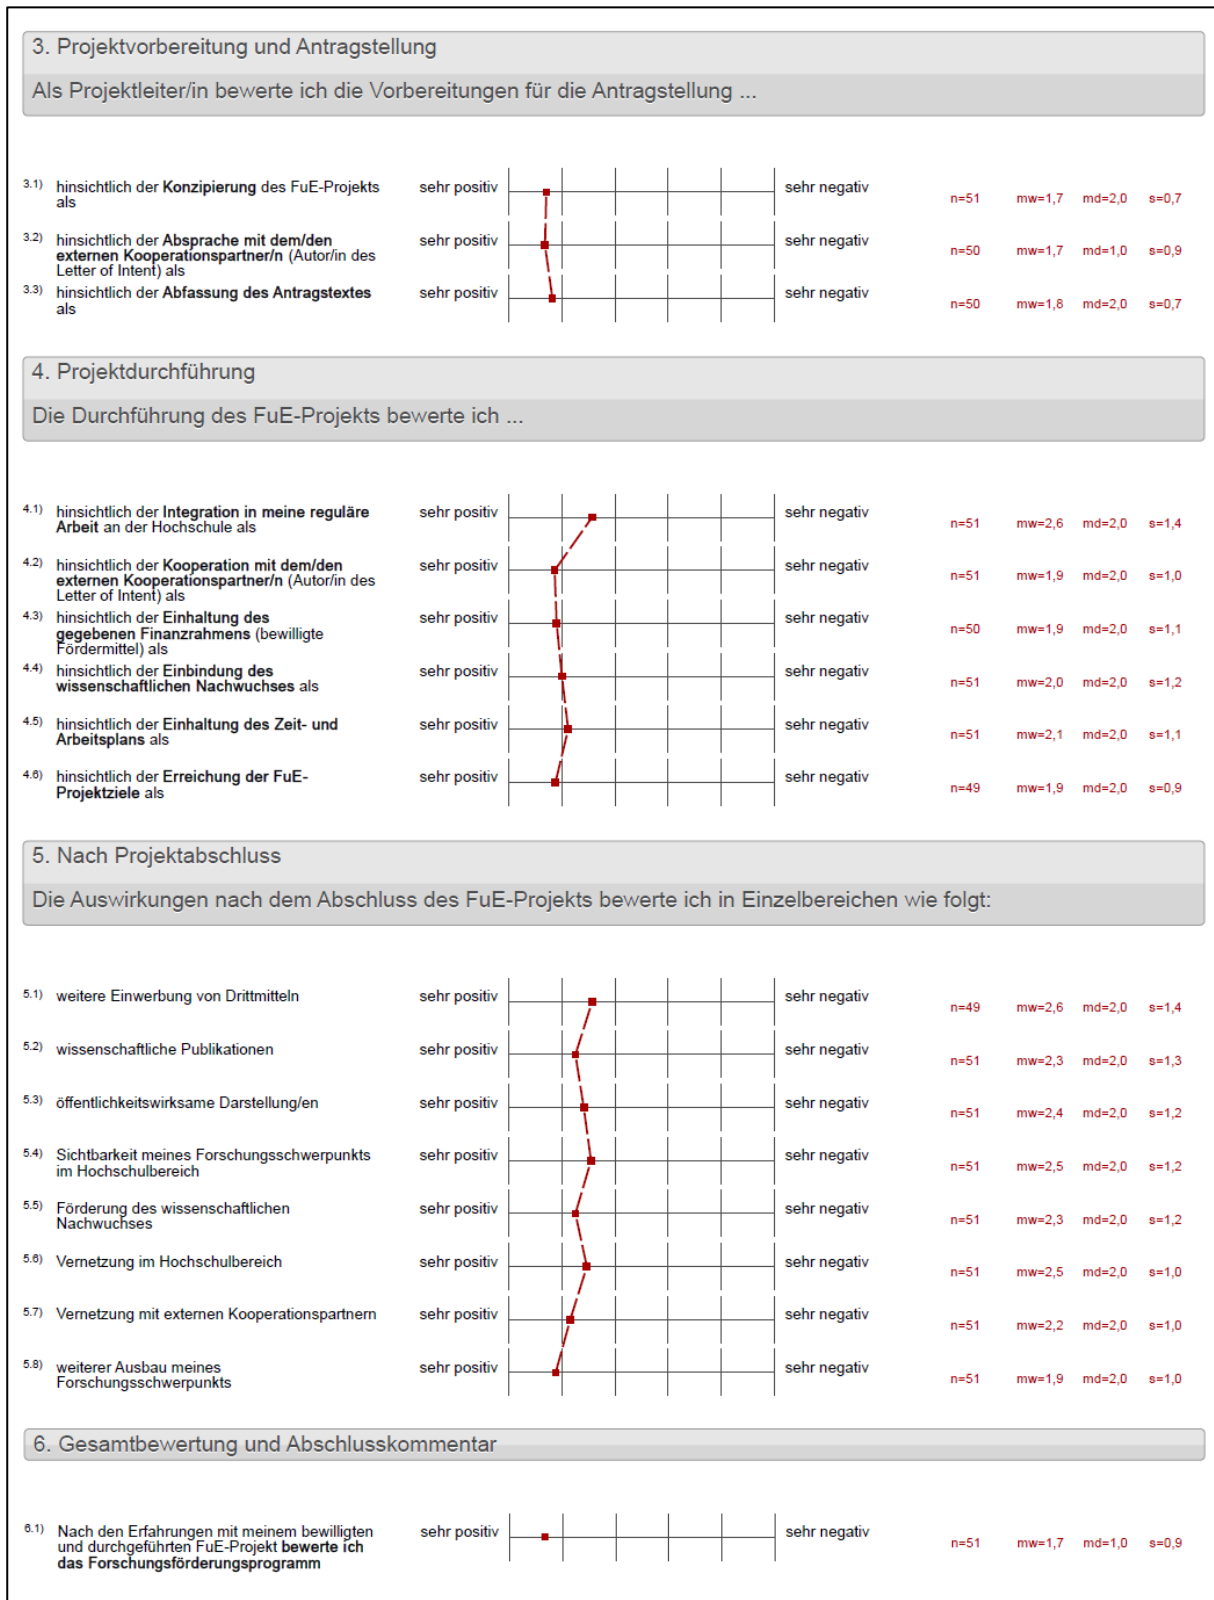 3. Projektvorbereitung und Antragstellung
Als Projektleiter/in bewerte ich die Vorbereitungen für die Antragstellung ...
3.1) hinsichtlich der Konzipierung des FuE-Projekts
als
sehr positiv sehr negativ n=51 mw=1,7 md=2,0 s=0,7
3.2) hinsichtlich der Absprache mit dem/den
externen Kooperationspartner/n (Autor/in des
Letter of Intent) als
sehr positiv sehr negativ n=50 mw=1,7 md=1,0 s=0,9
3.3) hinsichtlich der Abfassung des Antragstextes
als
sehr positiv sehr negativ n=50 mw=1,8 md=2,0 s=0,7
4. Projektdurchführung
Die Durchführung des FuE-Projekts bewerte ich ...
4.1) hinsichtlich der Integration in meine reguläre
Arbeit an der Hochschule als
sehr positiv sehr negativ n=51 mw=2,6 md=2,0 s=1,4
4.2) hinsichtlich der Kooperation mit dem/den
externen Kooperationspartner/n (Autor/in des
Letter of Intent) als
sehr positiv sehr negativ n=51 mw=1,9 md=2,0 s=1,0
4.3) hinsichtlich der Einhaltung des
gegebenen Finanzrahmens (bewilligte
Fördermittel) als
sehr positiv sehr negativ n=50 mw=1,9 md=2,0 s=1,1
4.4) hinsichtlich der Einbindung des
wissenschaftlichen Nachwuchses als
sehr positiv sehr negativ n=51 mw=2,0 md=2,0 s=1,2
4.5) hinsichtlich der Einhaltung des Zeit- und
Arbeitsplans als
sehr positiv sehr negativ n=51 mw=2,1 md=2,0 s=1,1
4.6) hinsichtlich der Erreichung der FuE-
Projektziele als
sehr positiv sehr negativ n=49 mw=1,9 md=2,0 s=0,9
5. Nach Projektabschluss
Die Auswirkungen nach dem Abschluss des FuE-Projekts bewerte ich in Einzelbereichen wie folgt:
5.1) weitere Einwerbung von Drittmitteln
sehr positiv sehr negativ n=49 mw=2,6 md=2,0 s=1,4
5.2) wissenschaftliche Publikationen
sehr positiv sehr negativ n=51 mw=2,3 md=2,0 s=1,3
5.3) öffentlichkeitswirksame Darstellung/en
sehr positiv sehr negativ n=51 mw=2,4 md=2,0 s=1,2
5.4) Sichtbarkeit meines Forschungsschwerpunkts
im Hochschulbereich
sehr positiv sehr negativ n=51 mw=2,5 md=2,0 s=1,2
5.5) Förderung des wissenschaftlichen
Nachwuchses
sehr positiv sehr negativ n=51 mw=2,3 md=2,0 s=1,2
5.6) Vernetzung im Hochschulbereich
sehr positiv sehr negativ n=51 mw=2,5 md=2,0 s=1,0
5.7) Vernetzung mit externen Kooperationspartnern
sehr positiv sehr negativ n=51 mw=2,2 md=2,0 s=1,0
5.8) weiterer Ausbau meines
Forschungsschwerpunkts
sehr positiv sehr negativ n=51 mw=1,9 md=2,0 s=1,0
6. Gesamtbewertung und Abschlusskommentar
6.1) Nach den Erfahrungen mit meinem bewilligten
und durchgeführten FuE-Projekt bewerte ich
das Forschungsförderungsprogramm
sehr positiv sehr negativ n=51 mw=1,7 md=1,0 s=0,9